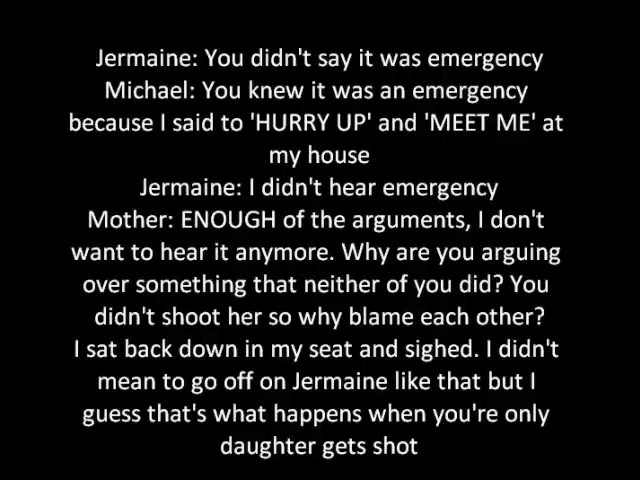 Jermaine: You didn't say it was emergency
Michael: You knew it was an emergency
because I said to 'HURRY UP' and 'MEET ME' at
my house
Jermaine: I didn't hear emergency
Mother: ENOUGH of the arguments, I don't
want to hear it anymore. Why are you arguing
over something that neither of you did? You
didn't shoot her so why blame each other?
I sat back down in my seat and sighed. I didn't
mean to go off on Jermaine like that but I
guess that's what happens when you're only
daughter gets shot